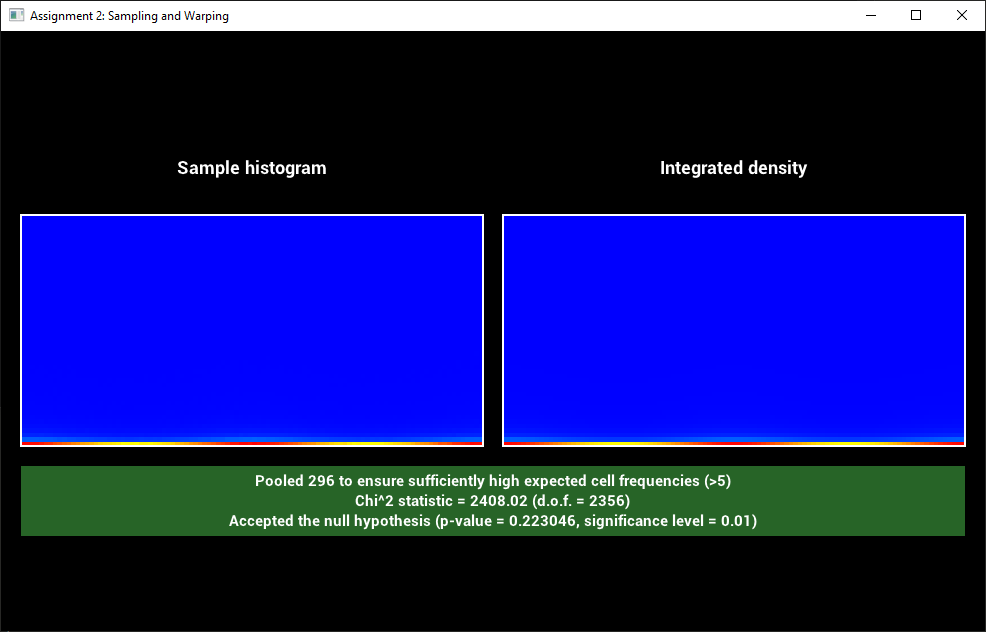 Assignment 2: Sampling and Warping
Sample histogram
Integrated density
Pooled 296 to ensure sufficiently high expected cell frequencies (>5)
Chi^2 statistic = 2408.02 (d.o.f. = 2356)
Accepted the null hypothesis (p-value = 0.223046, significance level = 0.01)